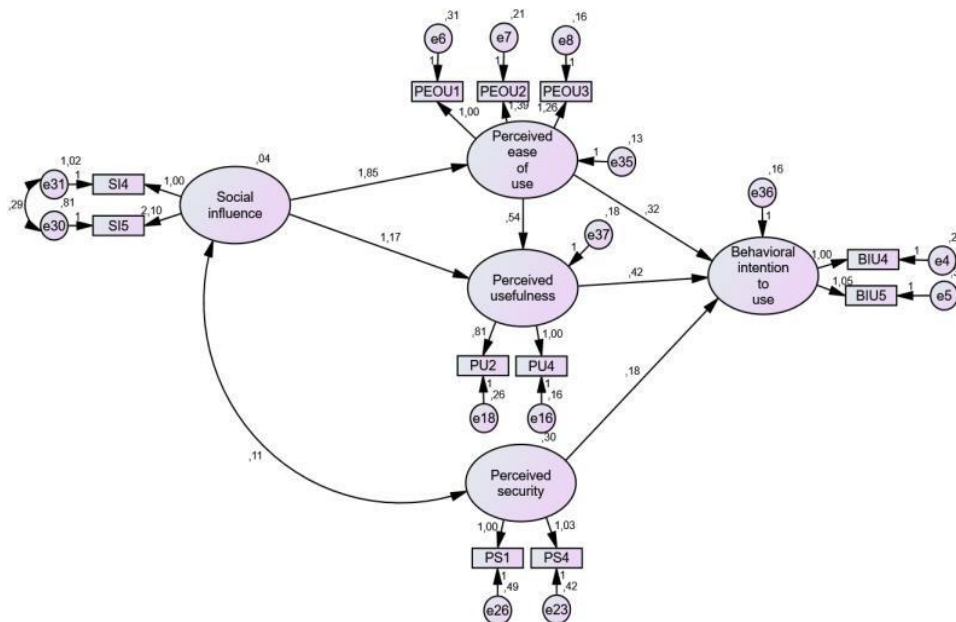 ,31
,21
,16
e6
e7
e8
1
1
1
PEOU1
PEOU2
PEOU3
1,00
1,39
1,26
Perceived
ease
of
use
1
,13
e35
,04
1,02
e31
1
SI4
1,00
Social
influence
,29
,81
e30
1
SI5
2,10
1,85
1,17
,54
,32
,16
e36
1
,18
e37
1
Perceived
usefulness
,42
Behavioral
intention
to
use
1,00
BIU4
1
e4
,2
1,05
BIU5
1
e5
,81
1,00
PU2
PU4
1
1
,26
,16
e18
e16
,18
,11
,30
Perceived
security
1,00
1,03
PS1
PS4
1
1
,49
,42
e26
e23